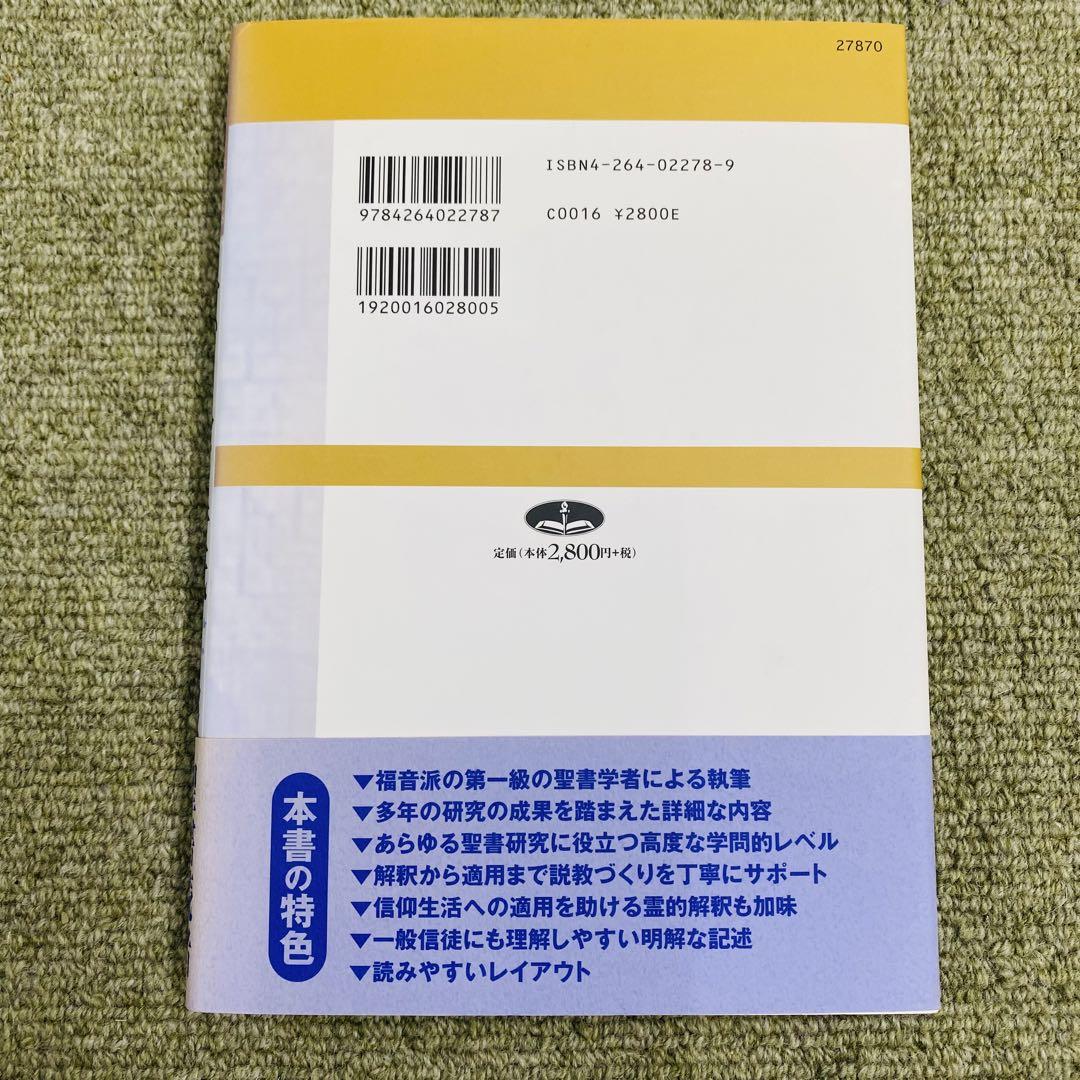 27870
ISBN4-264-02278-9
9784264022787
C0016 ¥2800E
1920016028005
定価(本体2,800円+税)
本書の特色
▼福音派の第一級の聖書学者による執筆
▼多年の研究の成果を踏まえた詳細な内容
▼あらゆる聖書研究に役立つ高度な学問的レベル
▼解釈から適用まで説教づくりを丁寧にサポート
▼信仰生活への適用を助ける霊的解釈も加味
▼一般信徒にも理解しやすい明解な記述
▼読みやすいレイアウト